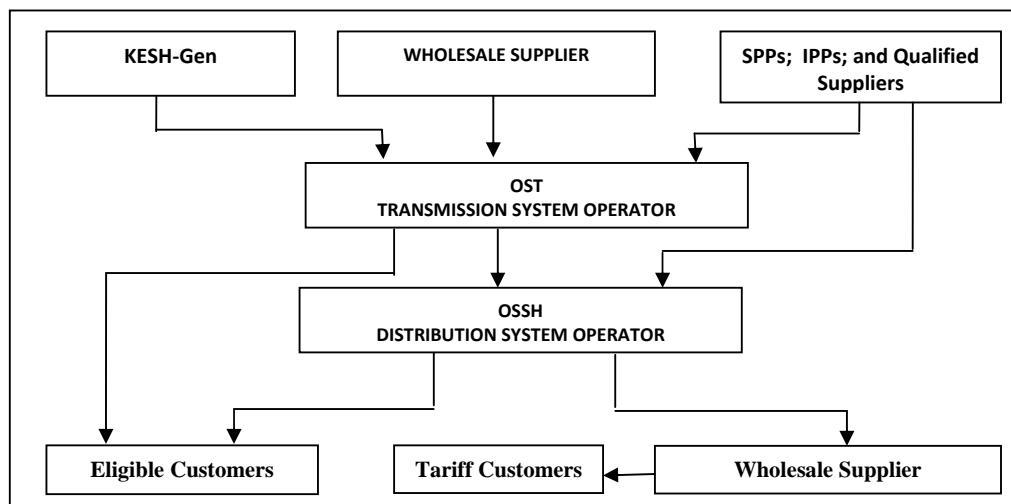 KESH-Gen
WHOLESALE SUPPLIER
SPPs; IPPs; and Qualified
Suppliers
OST
TRANSMISSION SYSTEM OPERATOR
OSSH
DISTRIBUTION SYSTEM OPERATOR
Eligible Customers
Tariff Customers
Wholesale Supplier